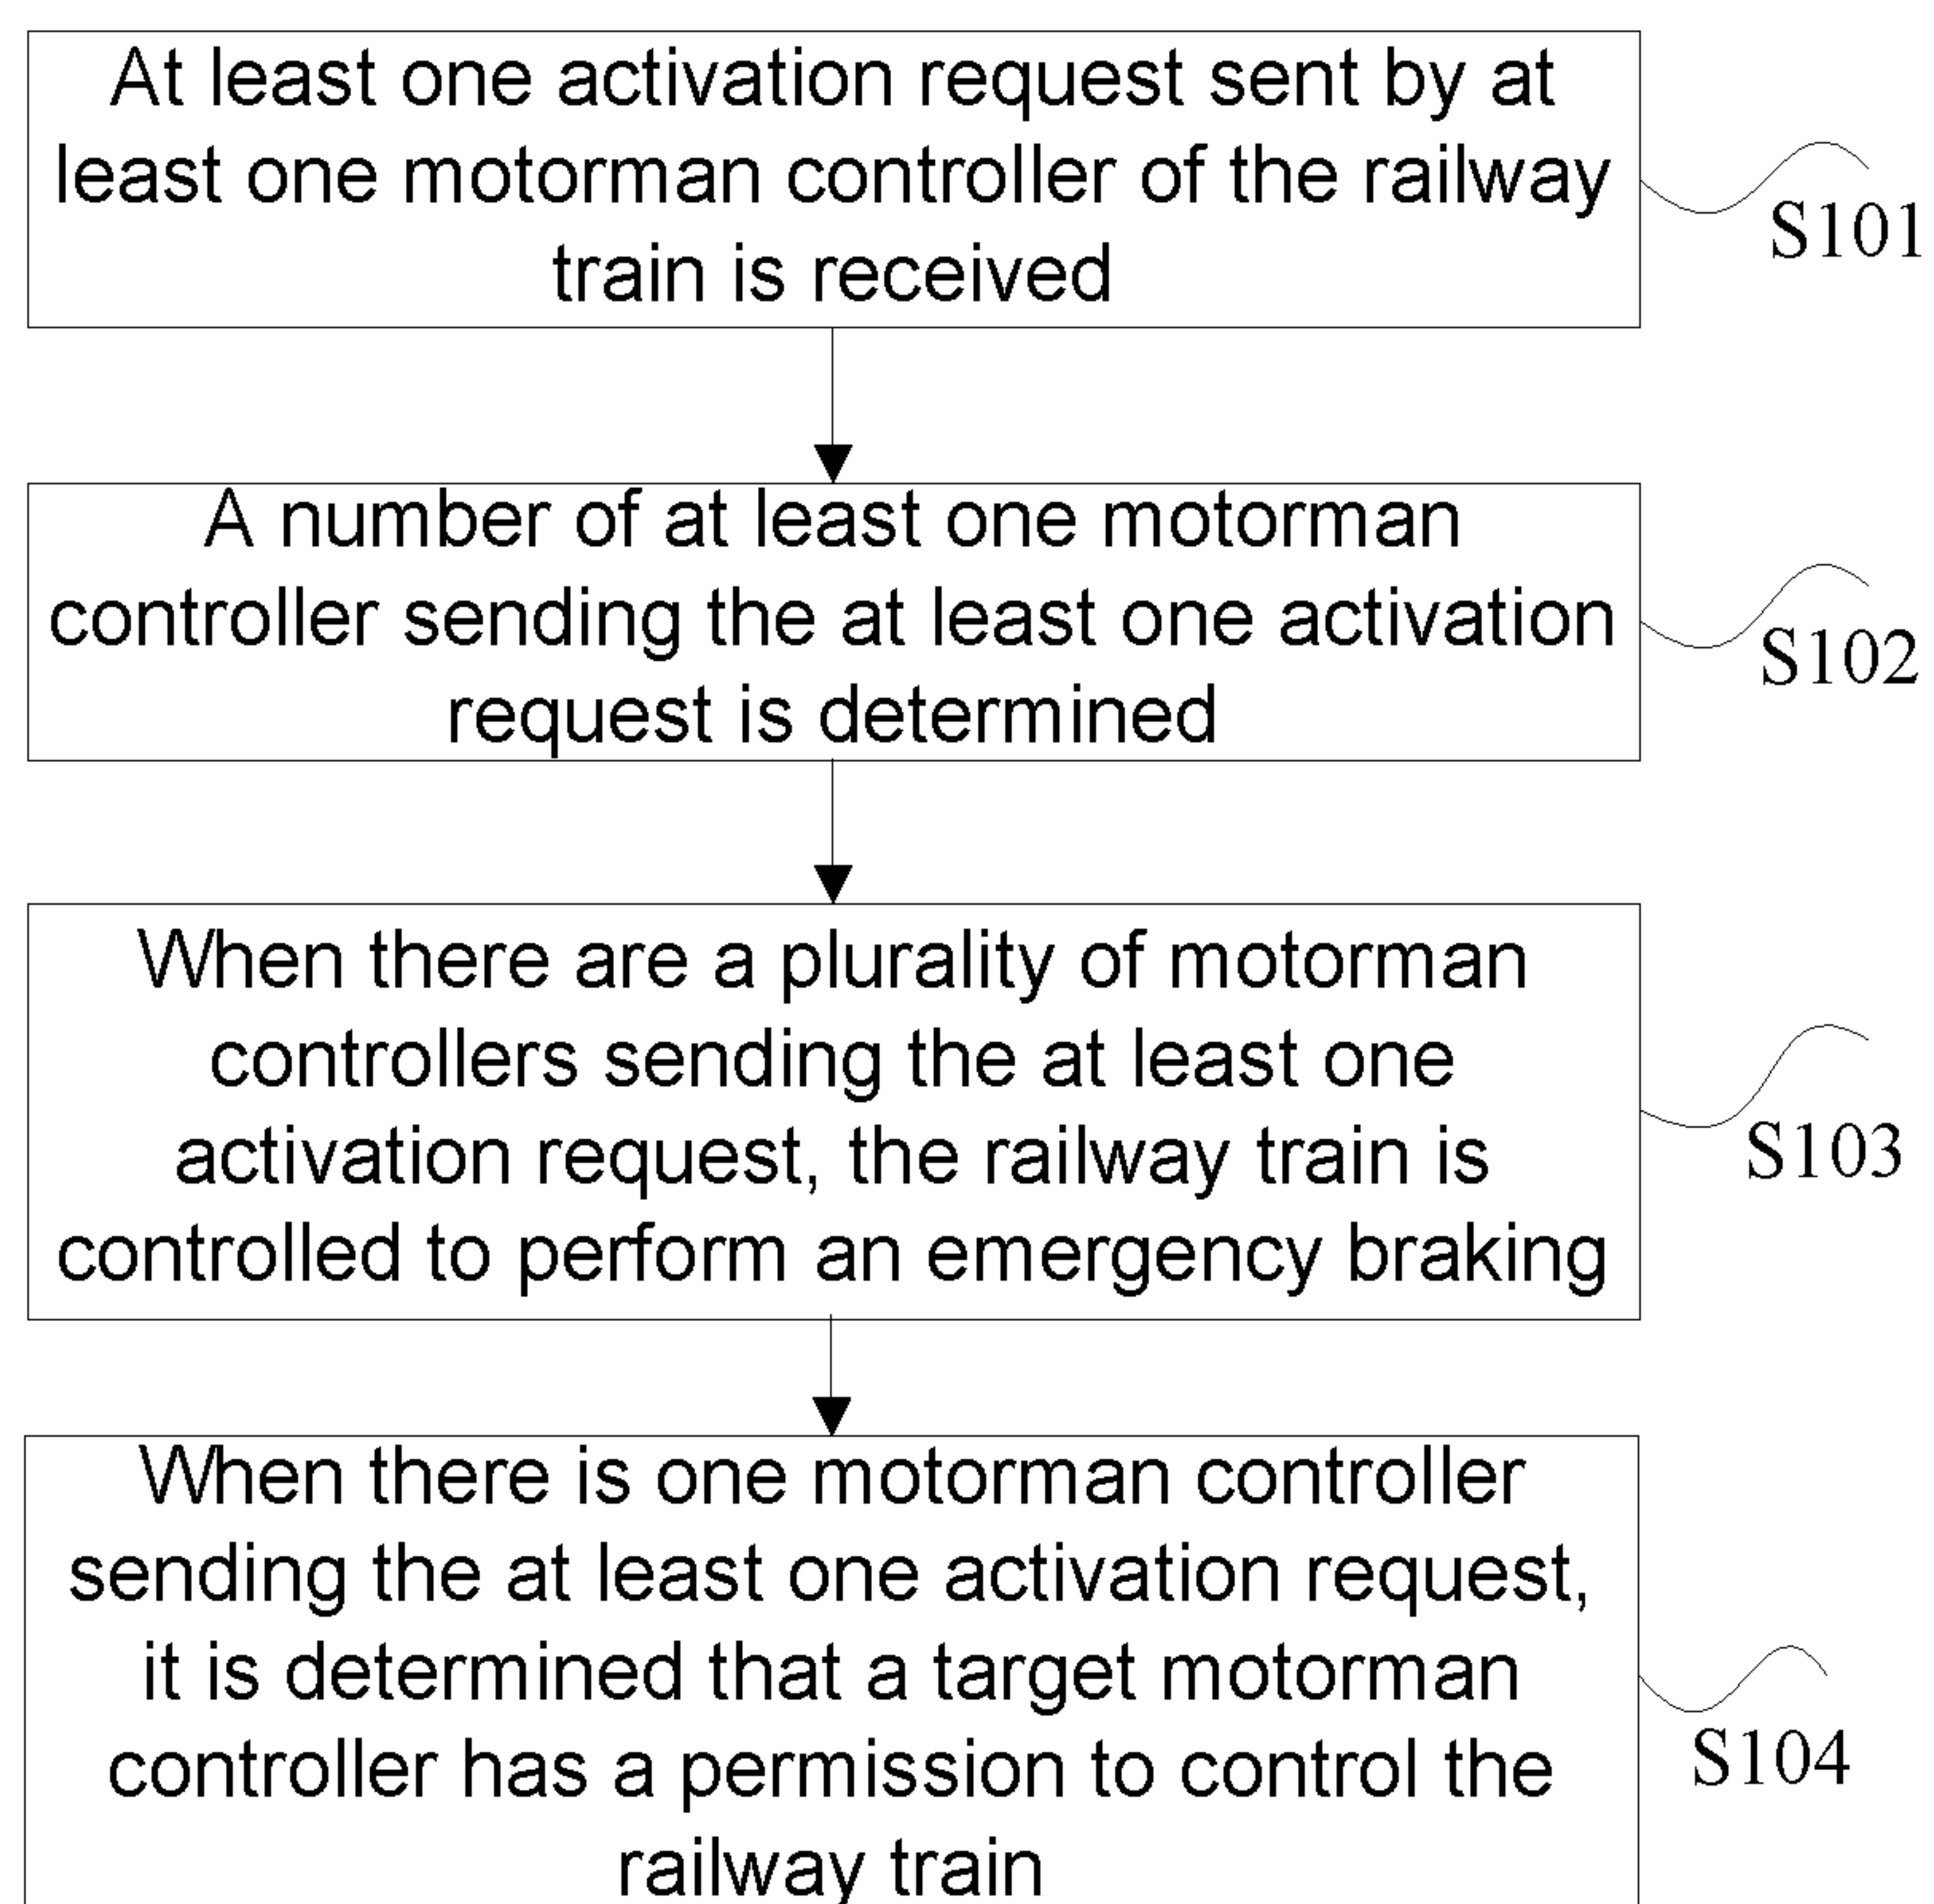 At least one activation request sent by at
least one motorman controller of the railway
train is received
S101
A number of at least one motorman
controller sending the at least one activation
request is determined
S102
When there are a plurality of motorman
controllers sending the at least one
activation request, the railway train is
controlled to perform an emergency braking
S103
When there is one motorman controller
sending the at least one activation request,
it is determined that a target motorman
controller has a permission to control the
railway train
S104